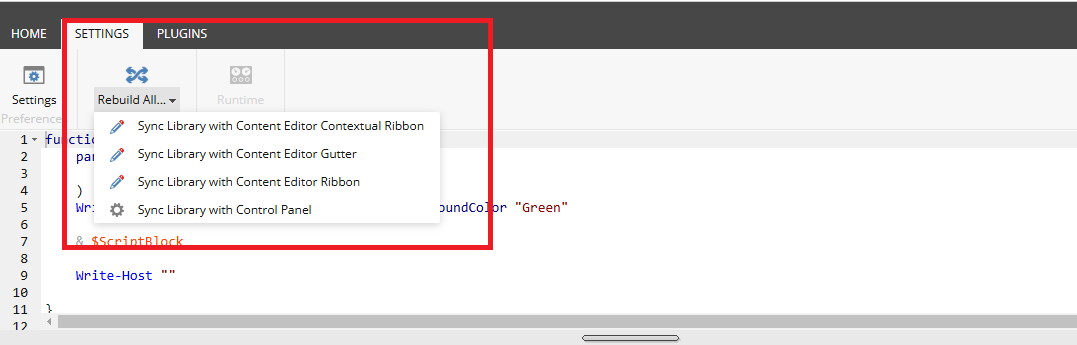 HOME SETTINGS PLUGINS
Settings Rebuild All... Runtime
Preference
Sync Library with Content Editor Contextual Ribbon
Sync Library with Content Editor Gutter
Sync Library with Content Editor Ribbon
Sync Library with Control Panel
1 functio
2 par
3
4 )
5 Wri oundColor "Green"
6
7 & $ScriptBlock
8
9 Write-Host ""
10
11 }
12